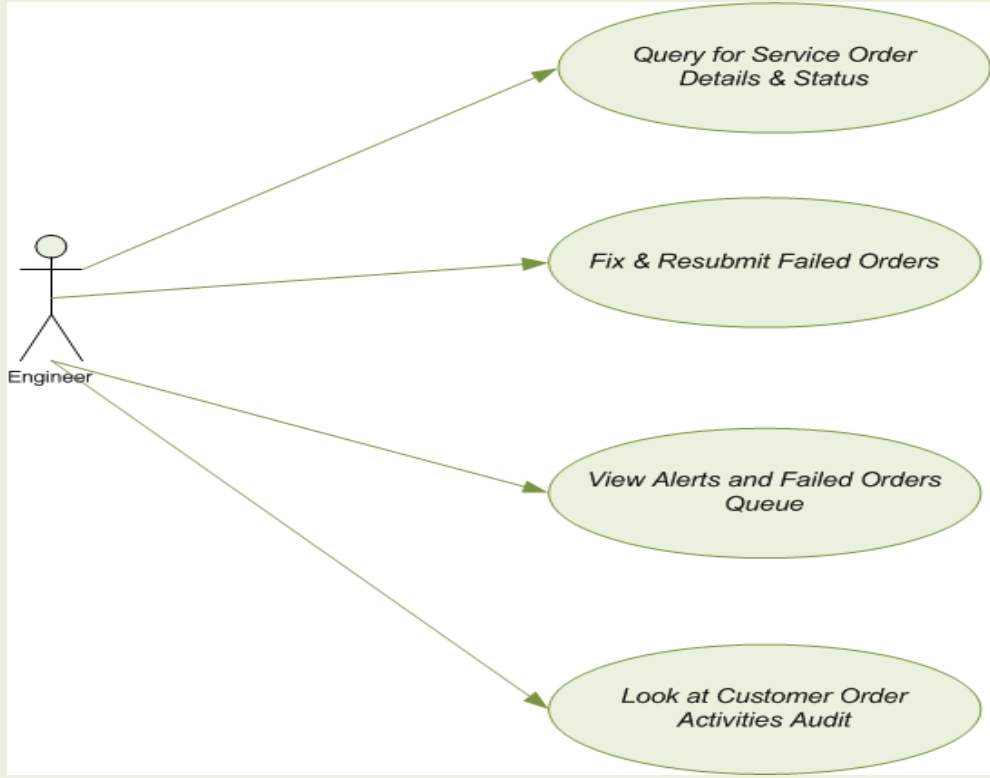 Query for Service Order
Details & Status
Fix & Resubmit Failed Orders
Engineer
View Alerts and Failed Orders
Queue
Look at Customer Order
Activities Audit